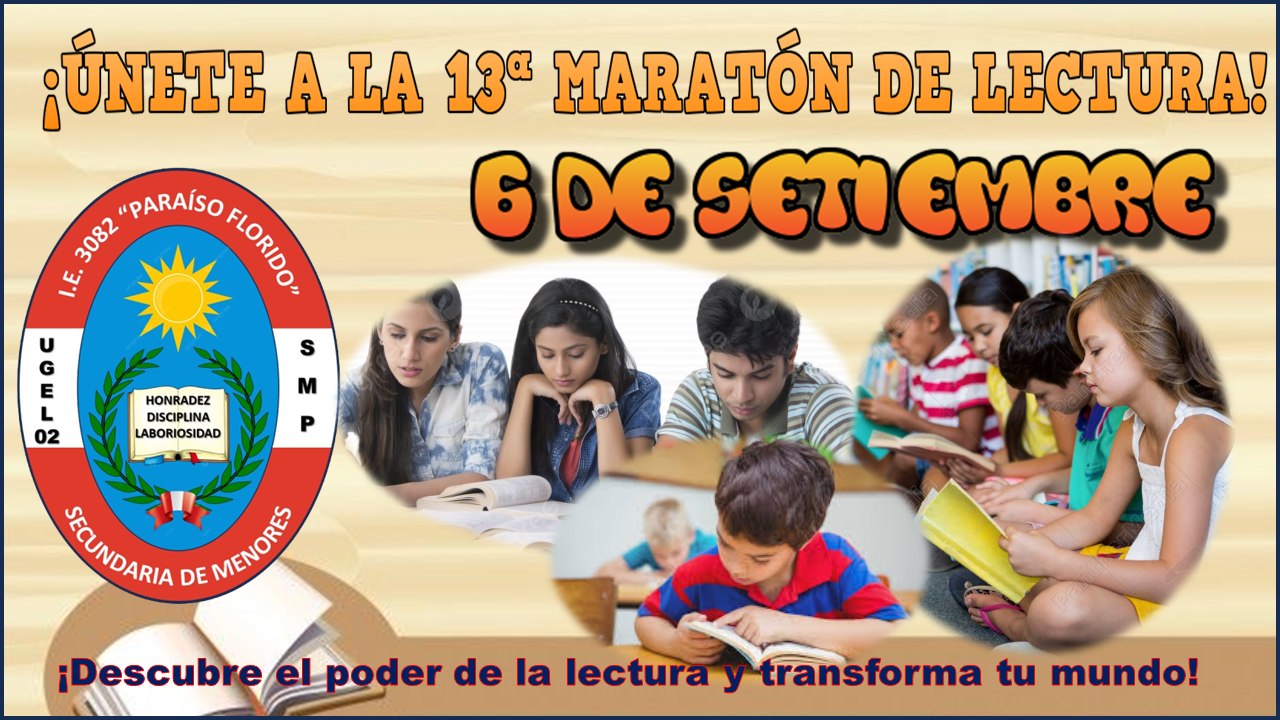 ¡ÚNETE A LA 13ª MARATÓN DE LECTURA!
6 DE SETIEMBRE
I.E. 3082 “PARAÍSO FLORIDO”
UGEL 02
SMP
HONRADEZ
DISCIPLINA
LABORIOSIDAD
SECUNDARIA DE MENORES
¡Descubre el poder de la lectura y transforma tu mundo!